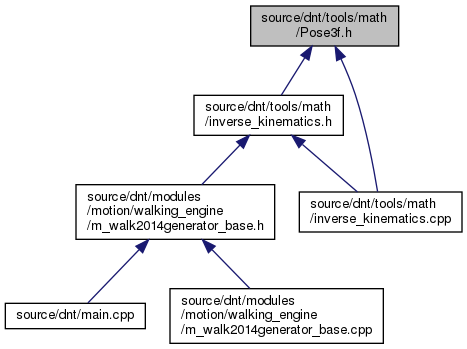 source/dnt/tools/math
/Pose3f.h
source/dnt/tools/math
/inverse_kinematics.h
source/dnt/modules
/motion/walking_engine
/m_walk2014generator_base.h
source/dnt/tools/math
/inverse_kinematics.cpp
source/dnt/main.cpp
source/dnt/modules
/motion/walking_engine
/m_walk2014generator_base.cpp